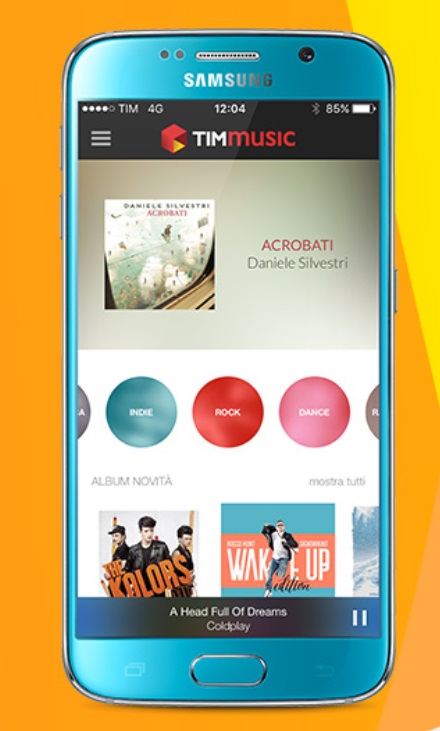 SAMSUNG
TIM 4G 12:04 85%
TIMMUSIC
DANIELE SILVESTRI
ACROBATI
ACROBATI
Daniele Silvestri
INDIE ROCK DANCE
ALBUM NOVITÀ mostra tutti
THE KOLORS
ROCCO HUNT SIGNORHUNT
WAKE UP
edition
A Head Full Of Dreams
Coldplay